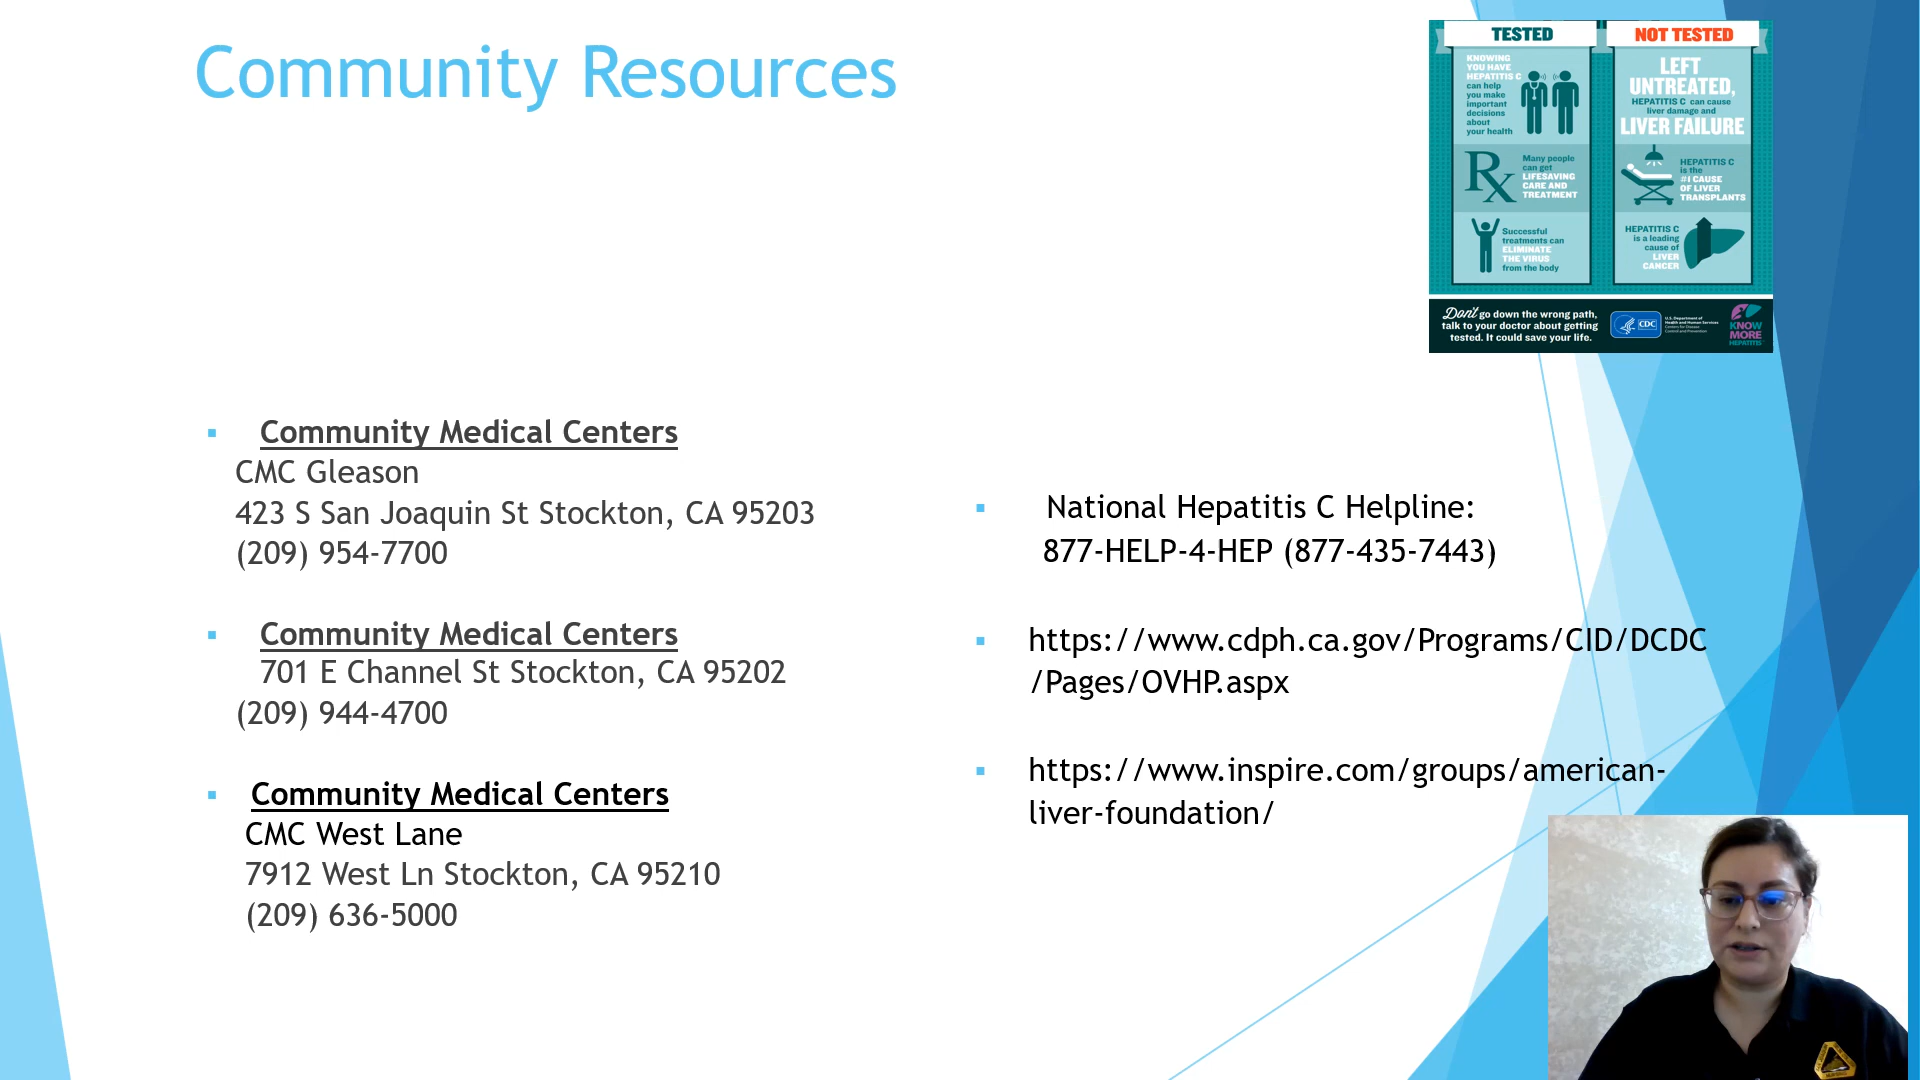 Community Resources
TESTED
KNOWING
YOU HAVE
HEPATITIS C
can help
you make
important
decisions
about
your health
Rx
Many people
can get
LIFESAVING
CARE AND
TREATMENT
Successful
treatments can
ELIMINATE
THE VIRUS
from the body
NOT TESTED
LEFT
UNTREATED,
HEPATITIS C can cause
liver damage and
LIVER FAILURE
HEPATITIS C
is the
#1 CAUSE
OF LIVER
TRANSPLANTS
HEPATITIS C
is a leading
cause of
LIVER
CANCER
Don't go down the wrong path,
talk to your doctor about getting
tested. It could save your life.
CDC
U.S. Department of
Health and Human Services
Centers for Disease
Control and Prevention
KNOW
MORE
HEPATITIS
Community Medical Centers
CMC Gleason
423 S San Joaquin St Stockton, CA 95203
(209) 954-7700
Community Medical Centers
701 E Channel St Stockton, CA 95202
(209) 944-4700
Community Medical Centers
CMC West Lane
7912 West Ln Stockton, CA 95210
(209) 636-5000
National Hepatitis C Helpline:
877-HELP-4-HEP (877-435-7443)
https://www.cdph.ca.gov/Programs/CID/DCDC
/Pages/OVHP.aspx
https://www.inspire.com/groups/american-
liver-foundation/